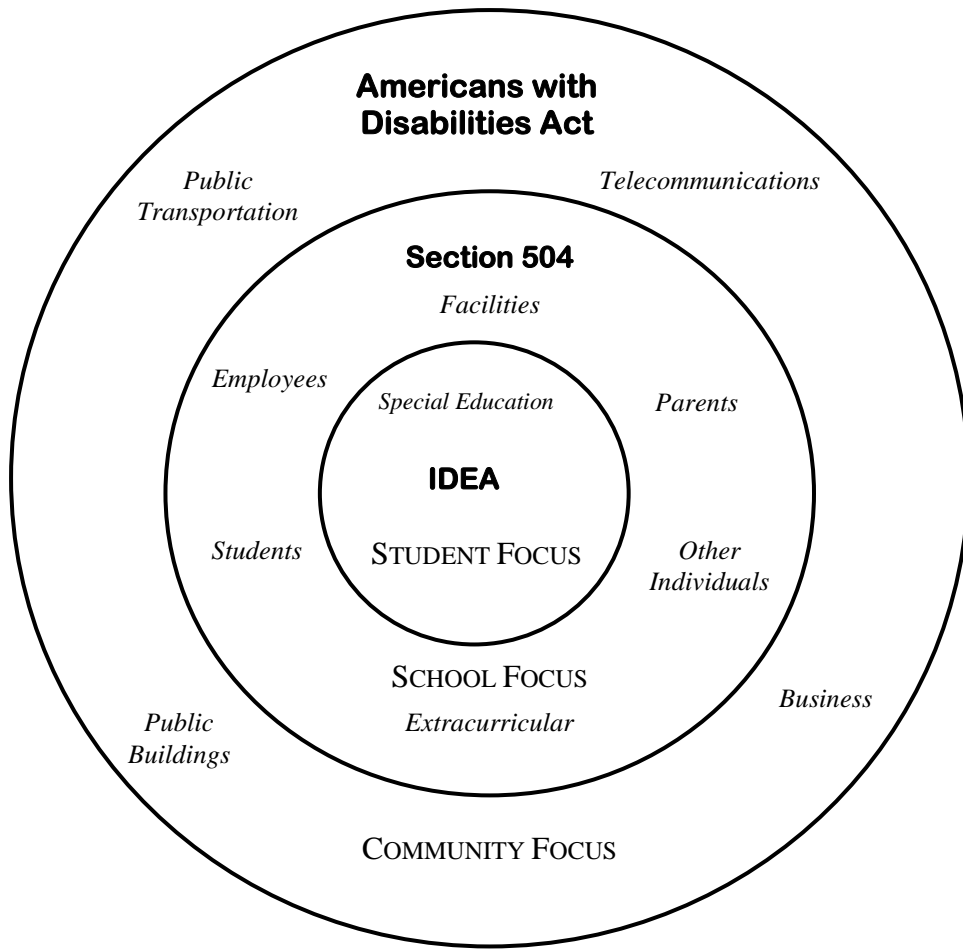 Americans with
Disabilities Act
Public
Transportation
Telecommunications
Section 504
Facilities
Employees
Special Education
Parents
IDEA
Students
STUDENT FOCUS
Other
Individuals
SCHOOL FOCUS
Extracurricular
Business
Public
Buildings
COMMUNITY FOCUS